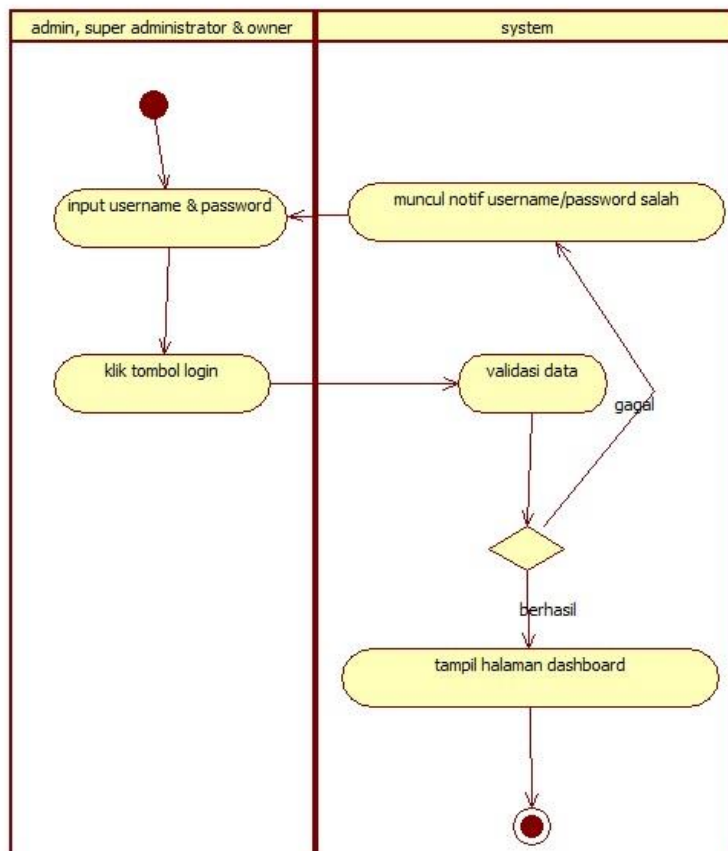 admin, super administrator & owner
system
input username & password
muncul notif username/password salah
klik tombol login
validasi data
gagal
berhasil
tampil halaman dashboard